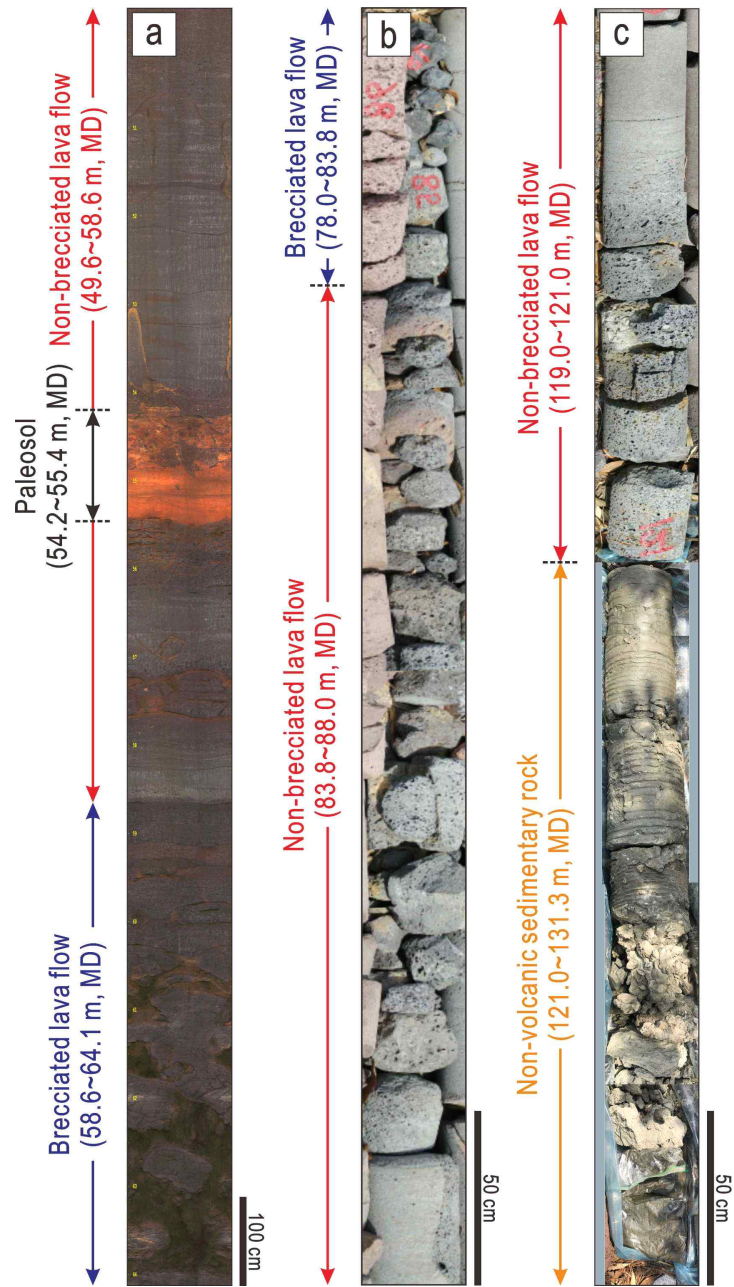 a
Non-brecciated lava flow
(49.6~58.6 m, MD)
Paleosol
(54.2~55.4 m, MD)
Brecciated lava flow
(58.6~64.1 m, MD)
100 cm
b
Brecciated lava flow
(78.0~83.8 m, MD)
Non-brecciated lava flow
(83.8~88.0 m, MD)
50 cm
c
Non-brecciated lava flow
(119.0~121.0 m, MD)
Non-volcanic sedimentary rock
(121.0~131.3 m, MD)
50 cm